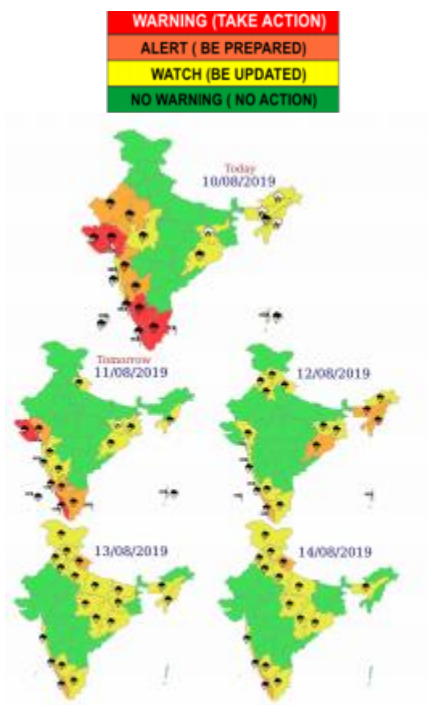 WARNING (TAKE ACTION)
ALERT ( BE PREPARED)
WATCH (BE UPDATED)
NO WARNING ( NO ACTION)
Today
10/08/2019
Tomorrow
11/08/2019
12/08/2019
13/08/2019
14/08/2019